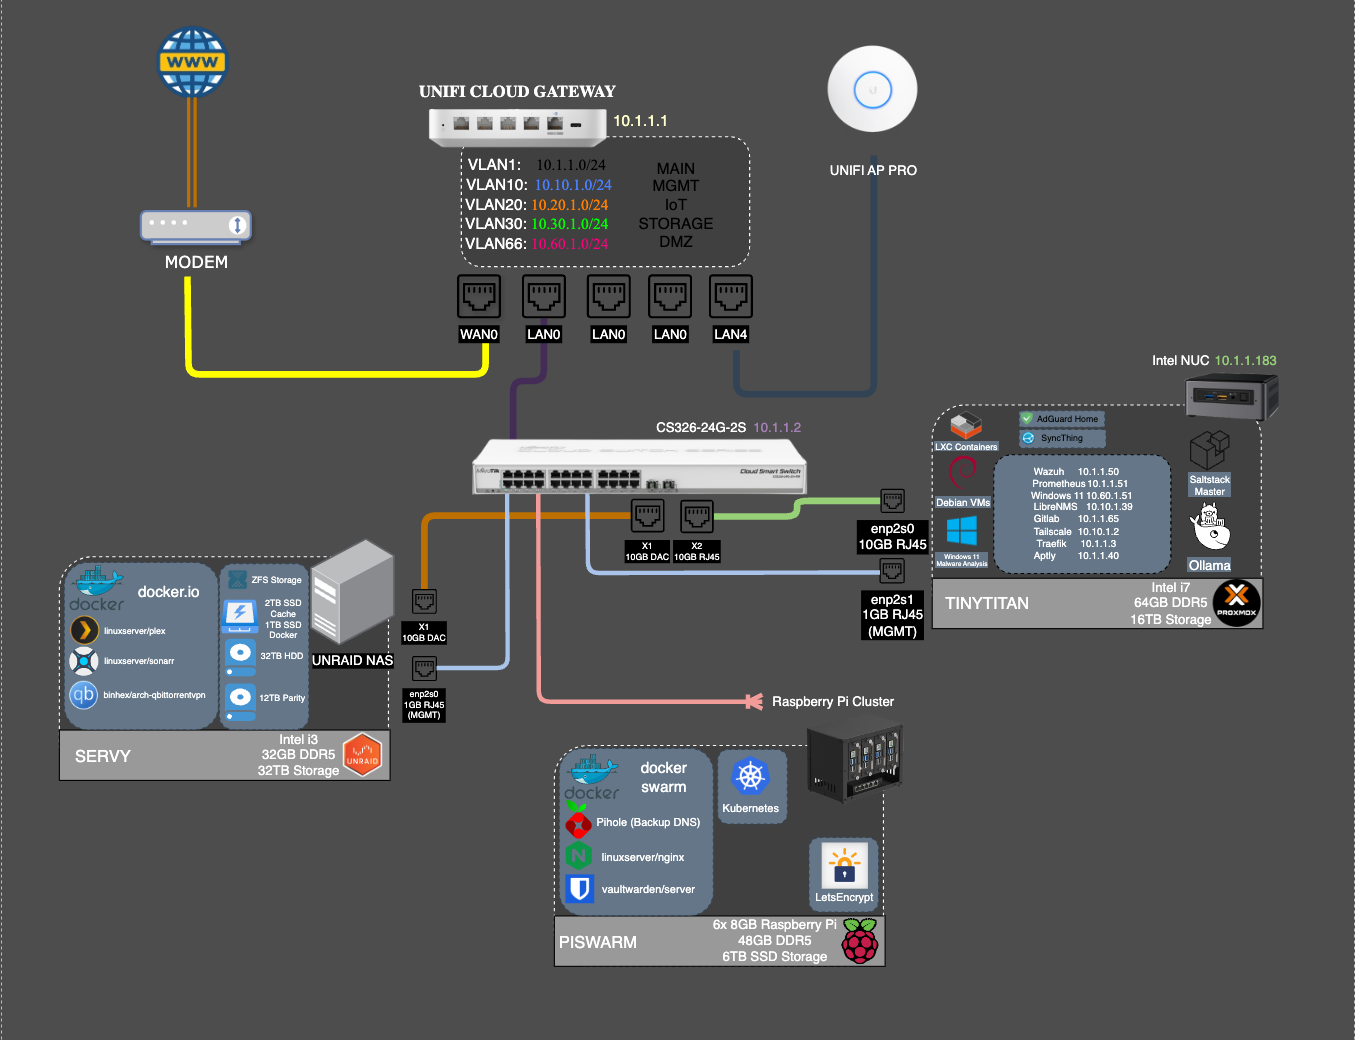 WWW
MODEM
UNIFI CLOUD GATEWAY
10.1.1.1
VLAN1: 10.1.1.0/24 MAIN
VLAN10: 10.10.1.0/24 MGMT
VLAN20: 10.20.1.0/24 IoT
VLAN30: 10.30.1.0/24 STORAGE
VLAN66: 10.60.1.0/24 DMZ
WAN0
LAN0
LAN0
LAN0
LAN4
UNIFI AP PRO
CS326-24G-2S 10.1.1.2
MikroTik
Cloud Smart Switch
X1
10GB DAC
X2
10GB RJ45
enp2s0
10GB RJ45
enp2s1
1GB RJ45
(MGMT)
Intel NUC 10.1.1.183
LXC Containers
AdGuard Home
SyncThing
Debian VMs
Windows 11
Malware Analysis
Wazuh 10.1.1.50
Prometheus 10.1.1.51
Windows 11 10.60.1.51
LibreNMS 10.10.1.39
Gitlab 10.1.1.65
Tailscale 10.10.1.2
Traefik 10.1.1.3
Aptly 10.1.1.40
Saltstack
Master
Ollama
TINYTITAN
Intel i7
64GB DDR5
16TB Storage
PROXMOX
docker
docker.io
linuxserver/plex
linuxserver/sonarr
qb
binhex/arch-qbittorrentvpn
ZFS Storage
2TB SSD
Cache
1TB SSD
Docker
32TB HDD
12TB Parity
UNRAID NAS
X1
10GB DAC
enp2s0
1GB RJ45
(MGMT)
SERVY
Intel i3
32GB DDR5
32TB Storage
UNRAID
Raspberry Pi Cluster
docker
docker
swarm
Pihole (Backup DNS)
N
linuxserver/nginx
vaultwarden/server
Kubernetes
LetsEncrypt
PISWARM
6x 8GB Raspberry Pi
48GB DDR5
6TB SSD Storage